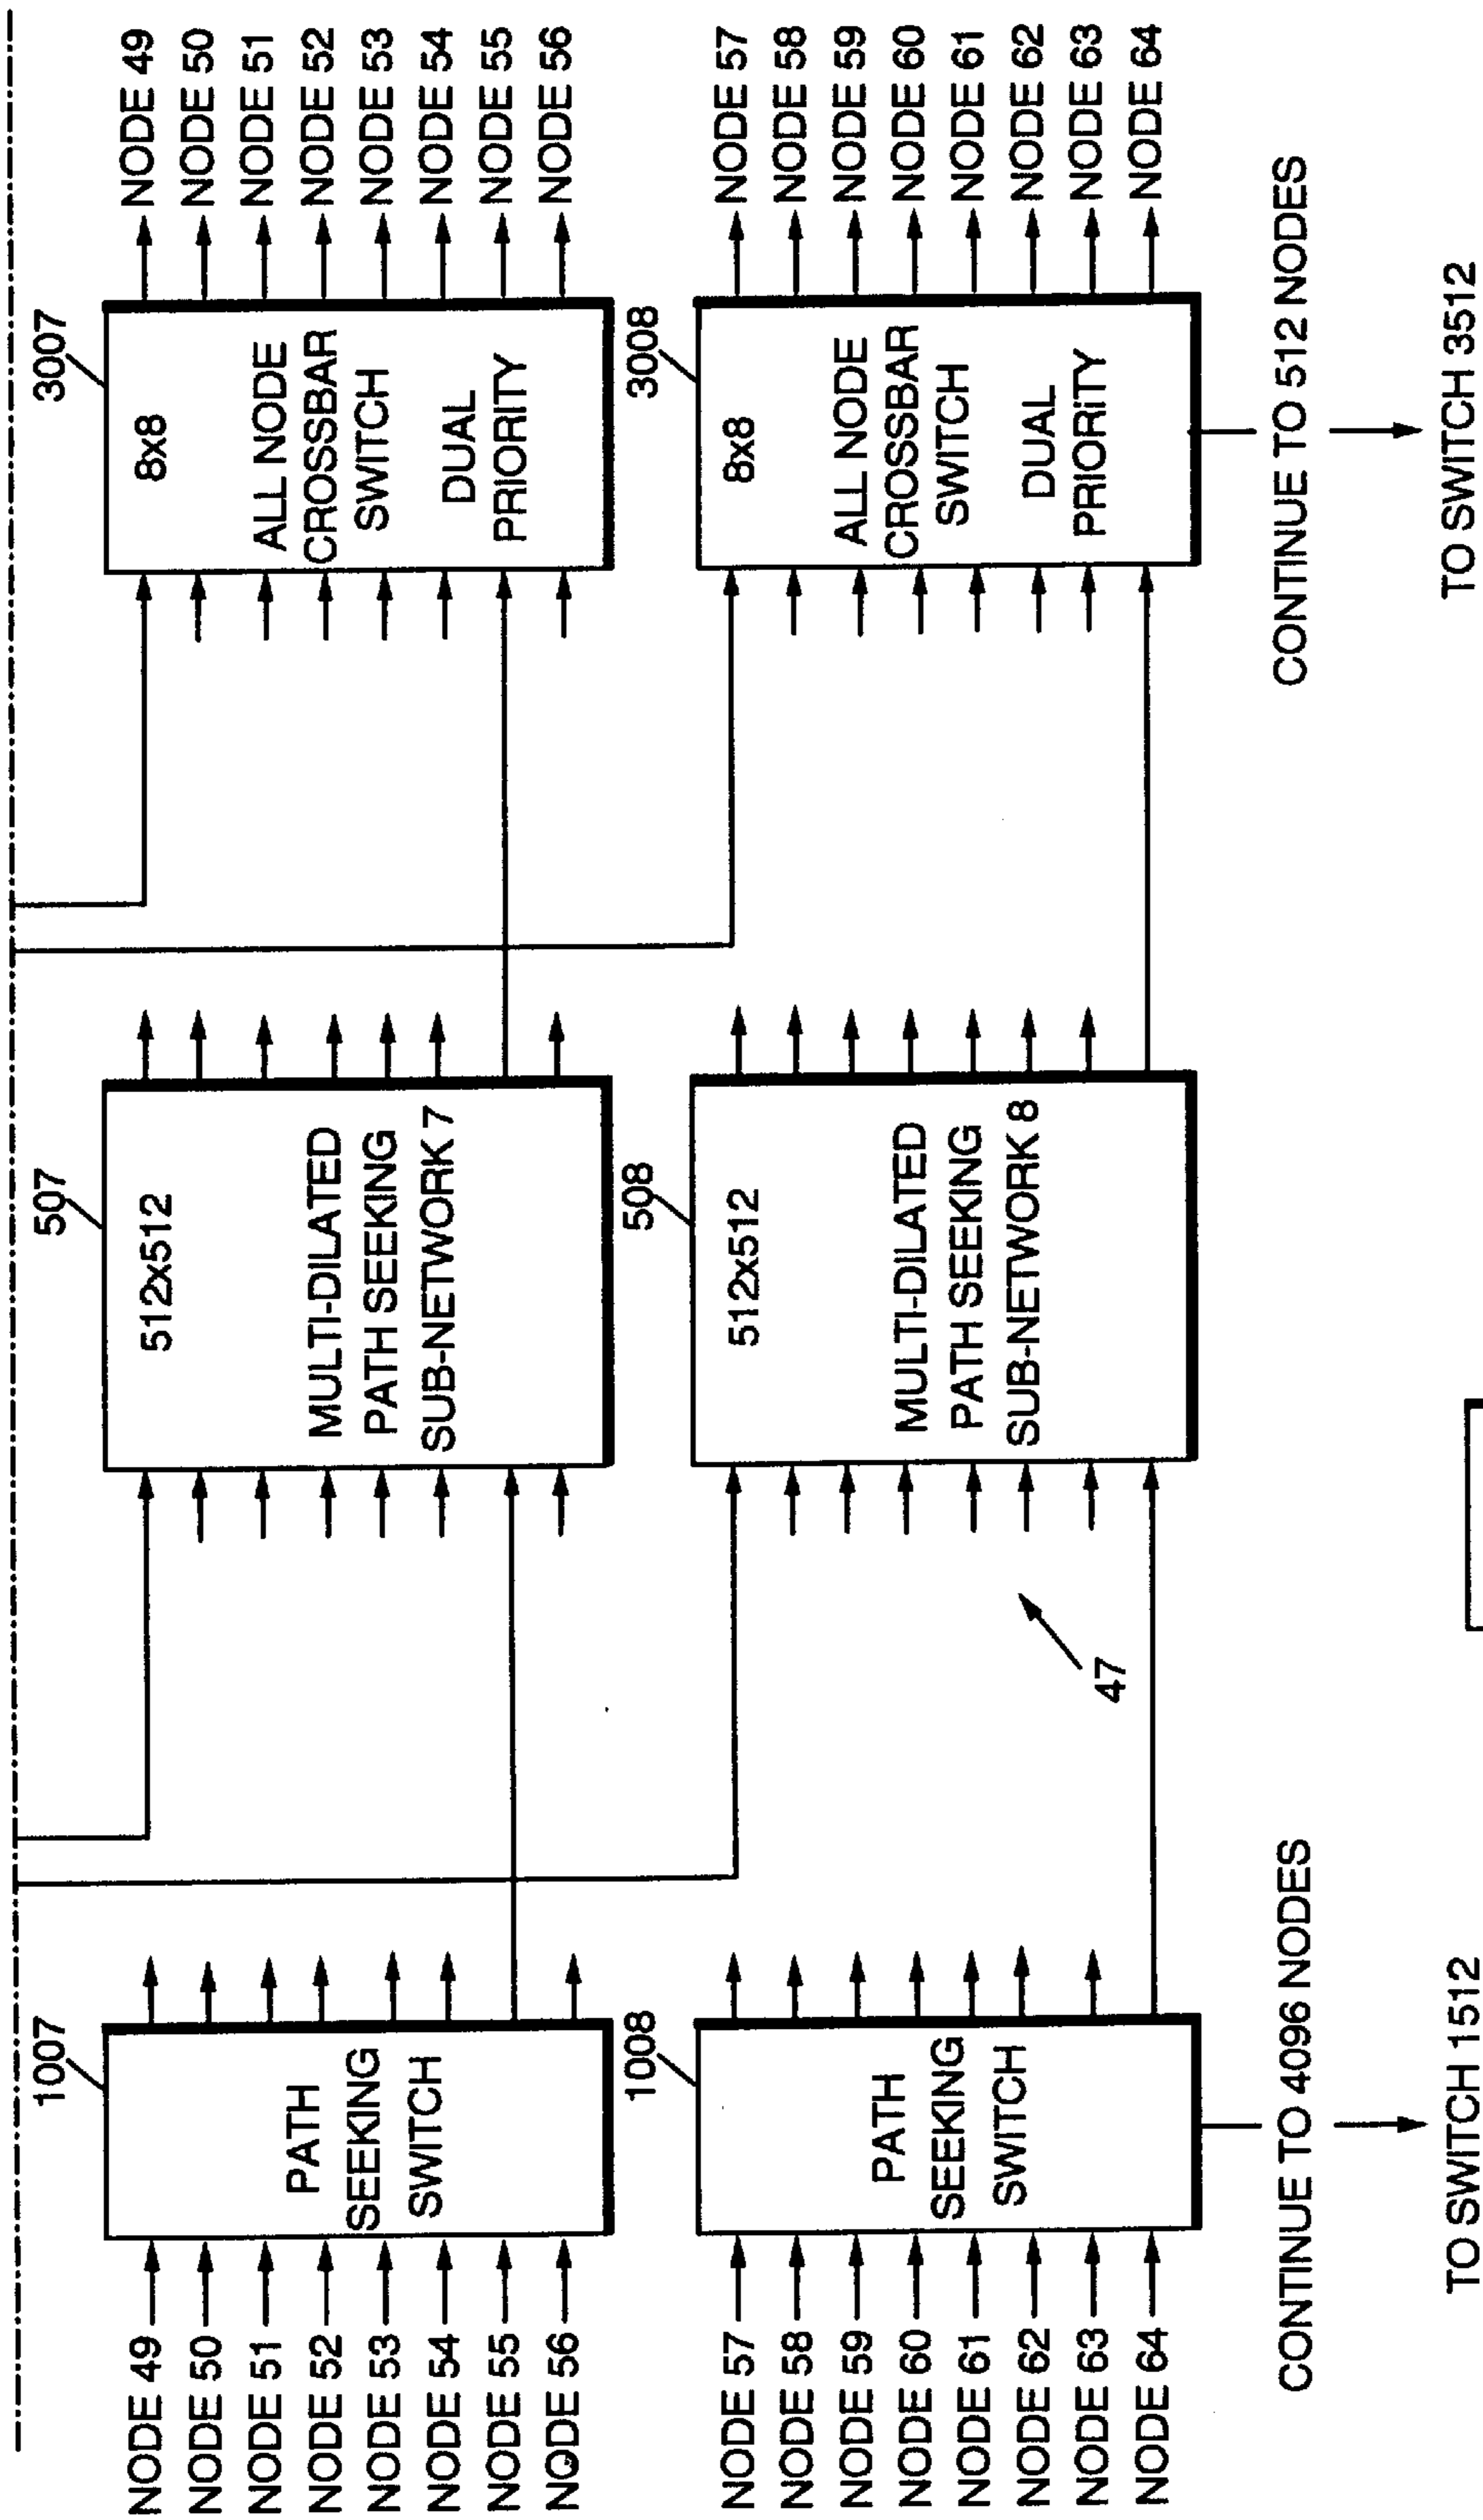 NODE 49
NODE 50
NODE 51
NODE 52
NODE 53
NODE 54
NODE 55
NODE 56
1007
PATH
SEEKING
SWITCH
507
512x512
MULTI-DILATED
PATH SEEKING
SUB-NETWORK 7
3007
8x8
ALL NODE
CROSSBAR
SWITCH
DUAL
PRIORITY
NODE 49
NODE 50
NODE 51
NODE 52
NODE 53
NODE 54
NODE 55
NODE 56
NODE 57
NODE 58
NODE 59
NODE 60
NODE 61
NODE 62
NODE 63
NODE 64
1008
PATH
SEEKING
SWITCH
47
508
512x512
MULTI-DILATED
PATH SEEKING
SUB-NETWORK 8
3008
8x8
ALL NODE
CROSSBAR
SWITCH
DUAL
PRIORITY
NODE 57
NODE 58
NODE 59
NODE 60
NODE 61
NODE 62
NODE 63
NODE 64
CONTINUE TO 4096 NODES
CONTINUE TO 512 NODES
TO SWITCH 1512
TO SWITCH 3512